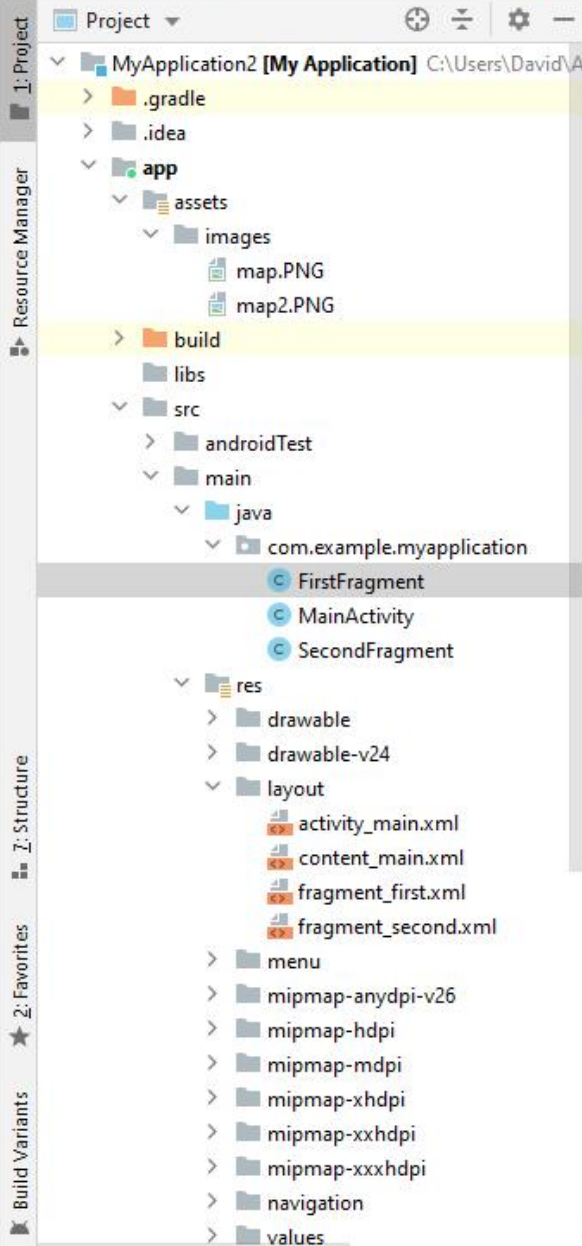 Project
MyApplication2 [My Application] C:\Users\David\A
.gradle
.idea
app
assets
images
map.PNG
map2.PNG
build
libs
src
androidTest
main
java
com.example.myapplication
FirstFragment
MainActivity
SecondFragment
res
drawable
drawable-v24
layout
activity_main.xml
content_main.xml
fragment_first.xml
fragment_second.xml
menu
mipmap-anydpi-v26
mipmap-hdpi
mipmap-mdpi
mipmap-xhdpi
mipmap-xxhdpi
mipmap-xxxhdpi
navigation
values
1: Project
Resource Manager
7: Structure
2: Favorites
Build Variants